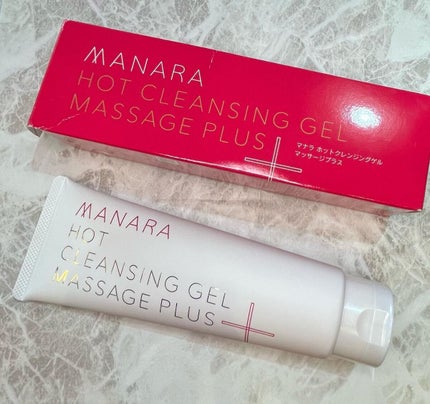 MANARA
HOT CLEANSING GEL
MASSAGE PLUS
マナラ ホットクレンジングゲル
マッサージプラス
MANARA
HOT
CLEANSING GEL
MASSAGE PLUS